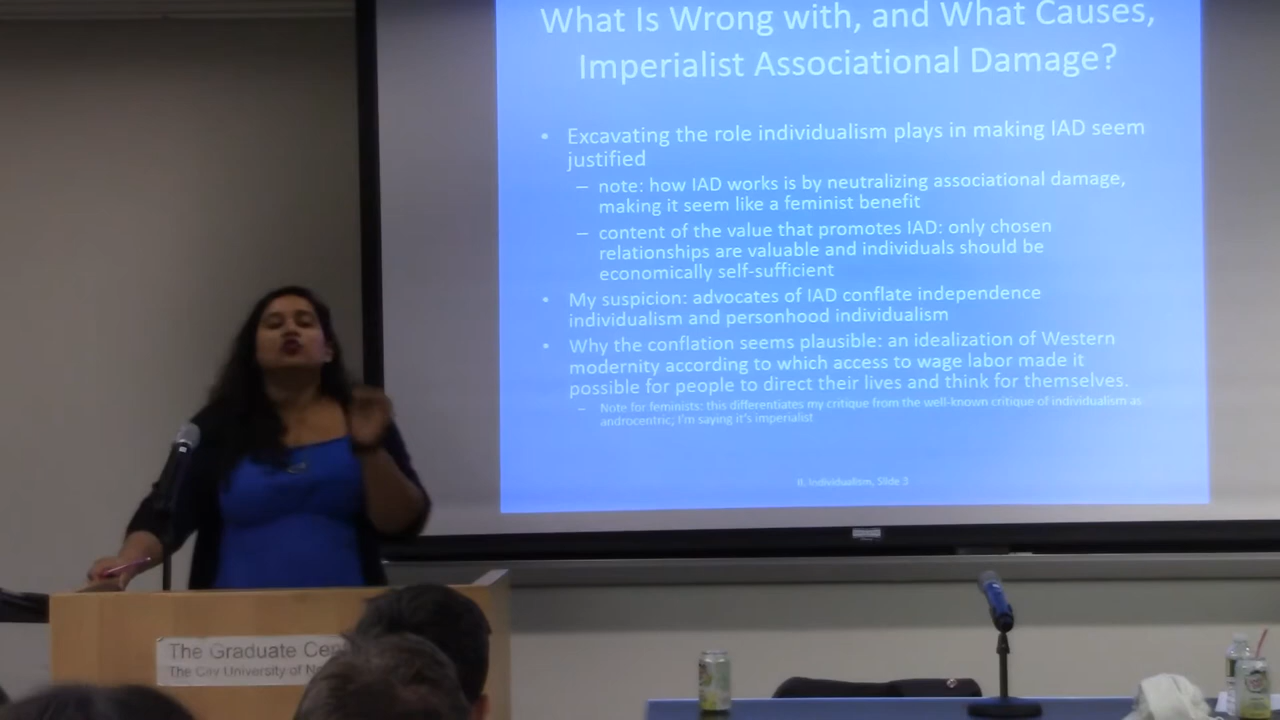 What Is Wrong with, and What Causes,
Imperialist Associational Damage?
• Excavating the role individualism plays in making IAD seem
justified
– note: how IAD works is by neutralizing associational damage,
making it seem like a feminist benefit
– content of the value that promotes IAD: only chosen
relationships are valuable and individuals should be
economically self-sufficient
• My suspicion: advocates of IAD conflate independence
individualism and personhood individualism
• Why the conflation seems plausible: an idealization of Western
modernity according to which access to wage labor made it
possible for people to direct their lives and think for themselves.
– Note for feminists: this differentiates my critique from the well-known critique of individualism as
androcentric; I'm saying it's imperialist
II. Individualism, Slide 3
The Graduate Cen
The City University of Ne